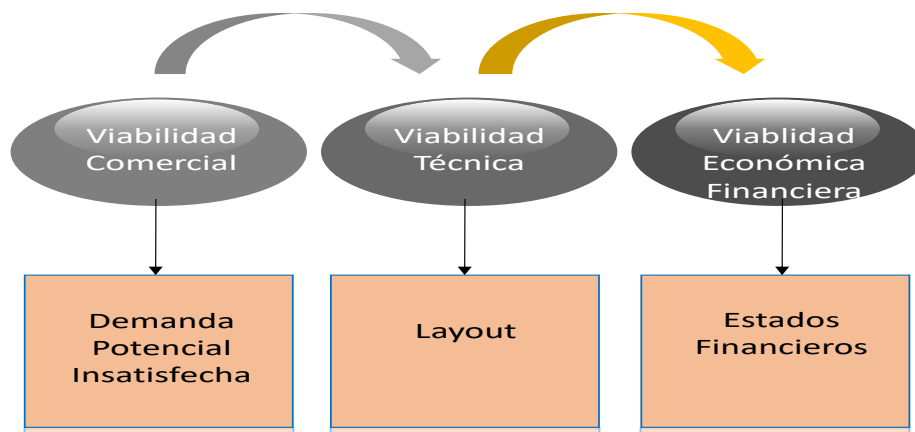 Viabilidad
Comercial
Viabilidad
Técnica
Viablidad
Económica
Financiera
Demanda
Potencial
Insatisfecha
Layout
Estados
Financieros